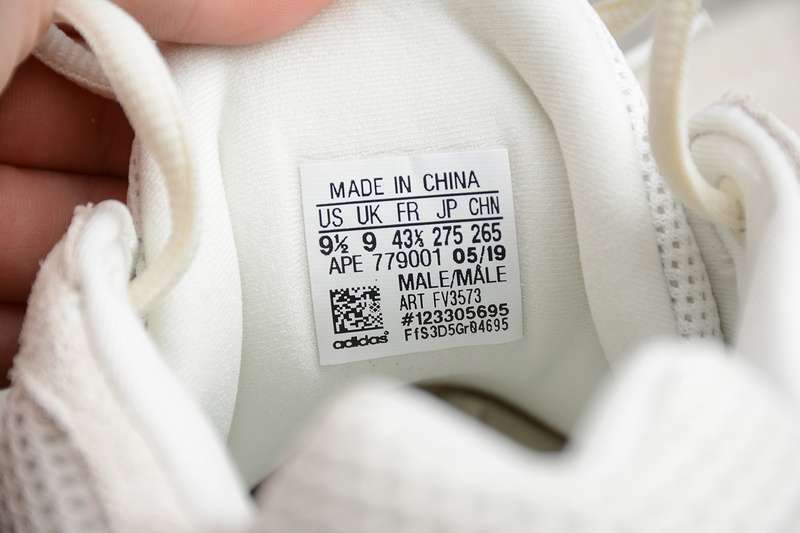 MADE IN CHINA
US UK FR JP CHN
9½ 9 43⅓ 275 265
APE 779001 05/19
MALE/MÂLE
ART FV3573
#123305695
FfS3D5Gr04695
adidas